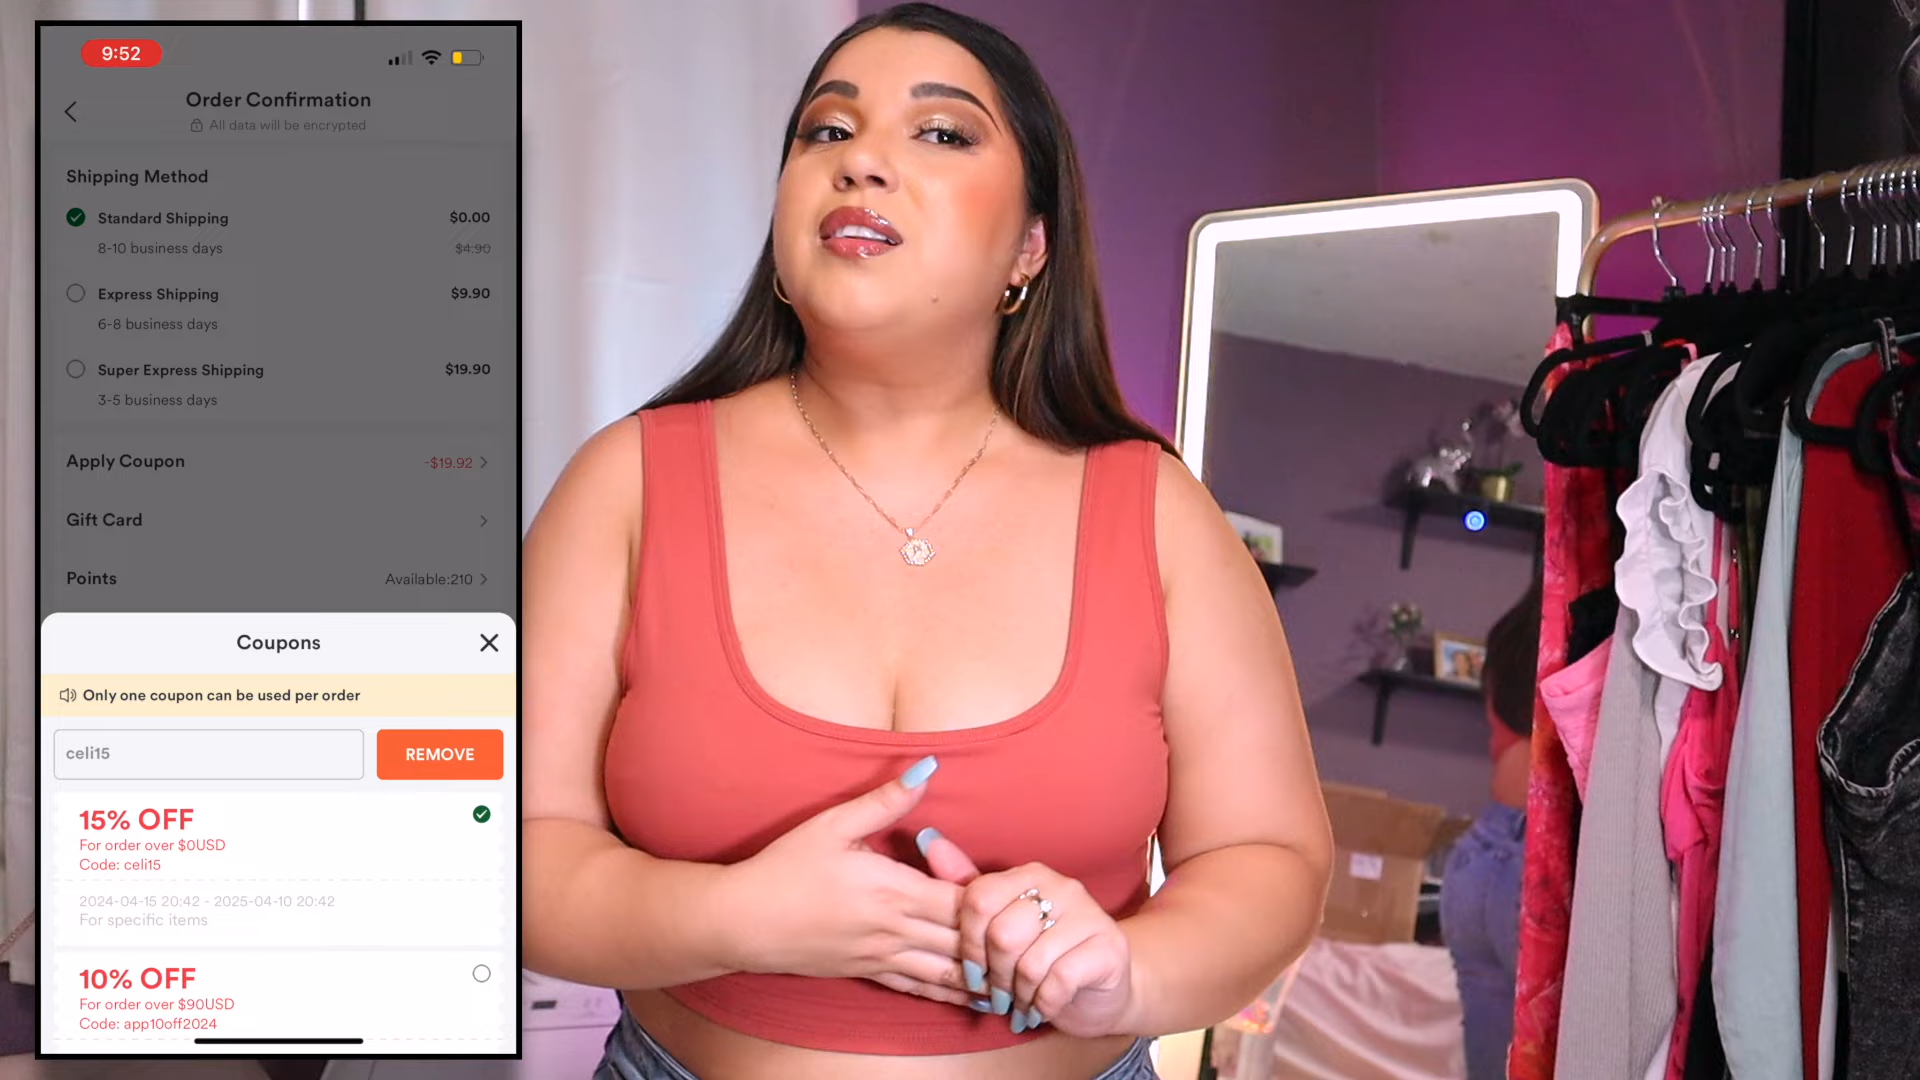 9:52
Order Confirmation
All data will be encrypted
Shipping Method
Standard Shipping $0.00
8-10 business days $4.90
Express Shipping $9.90
6-8 business days
Super Express Shipping $19.90
3-5 business days
Apply Coupon -$19.92
Gift Card
Points Available:210
Coupons
Only one coupon can be used per order
celi15 REMOVE
15% OFF
For order over $0USD
Code: celi15
2024-04-15 20:42 - 2025-04-10 20:42
For specific items
10% OFF
For order over $90USD
Code: app10off2024